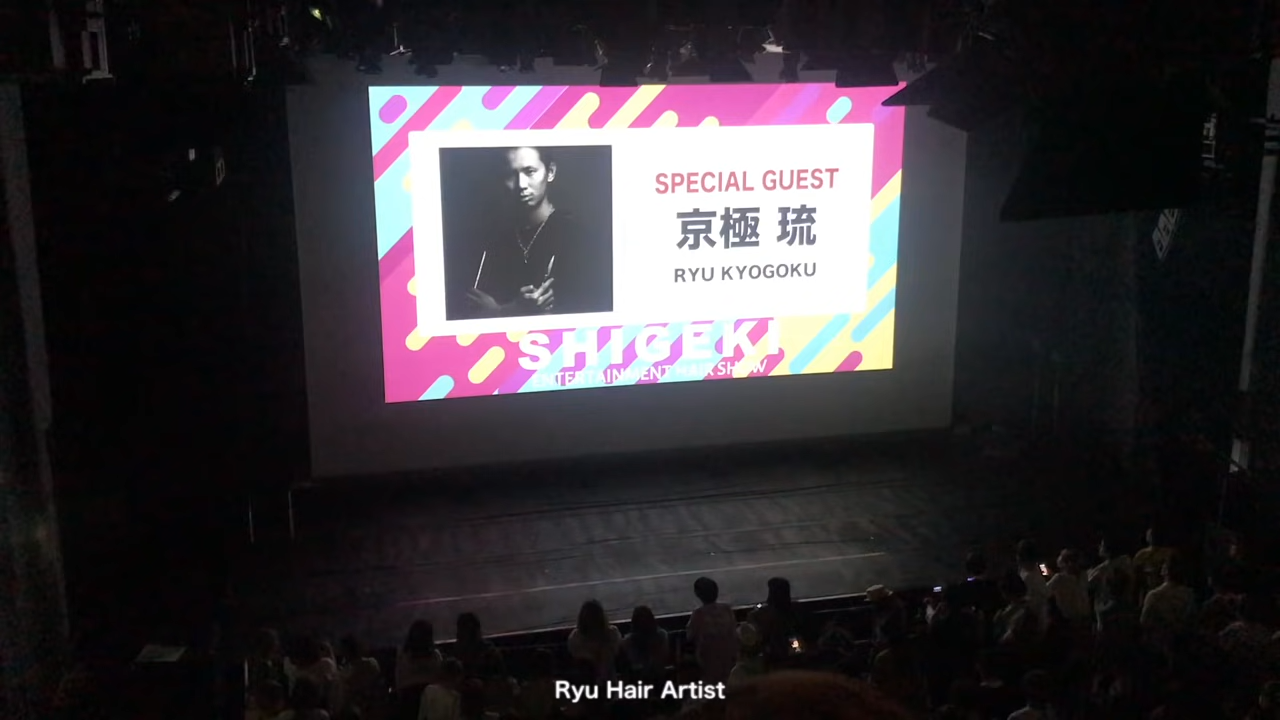 SPECIAL GUEST
京極 琉
RYU KYOGOKU
SHIGEKI
ENTERTAINMENT HAIR SHOW
Ryu Hair Artist